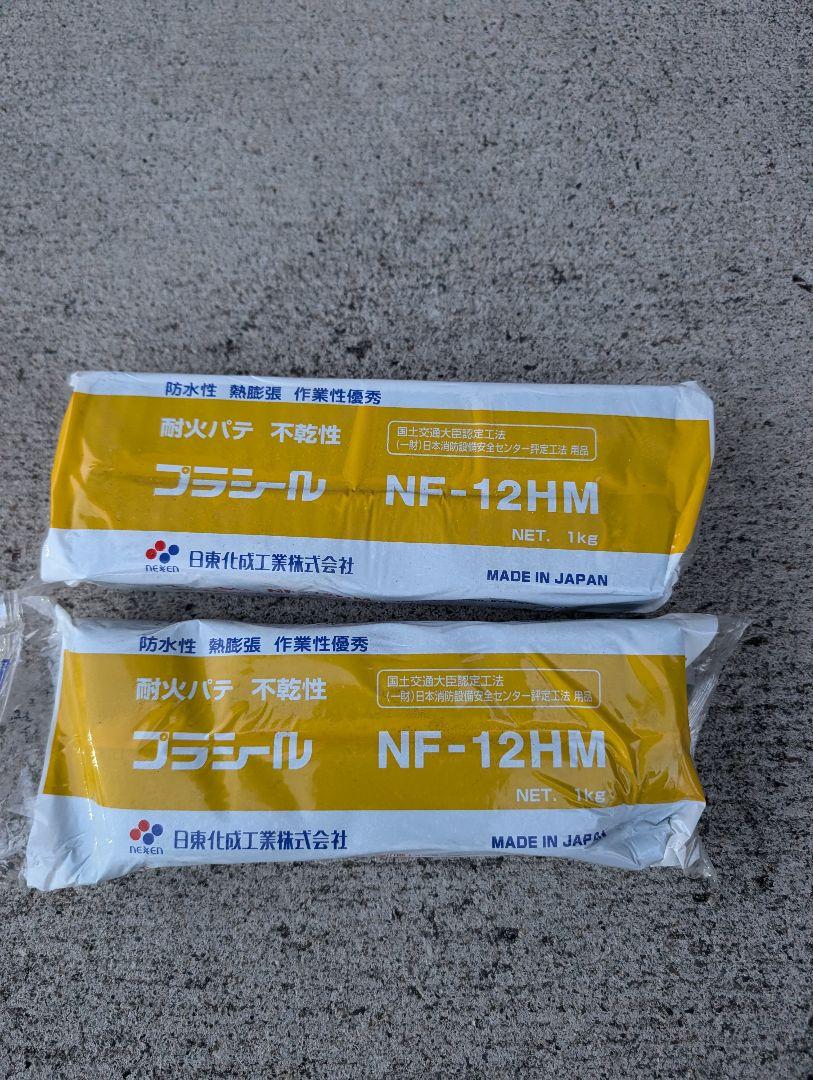 防水性 熱膨張 作業性優秀
耐火パテ 不乾性
国土交通大臣認定工法
(一財)日本消防設備安全センター評定工法 用品
プラシール NF-12HM
NET. 1kg
NEXEN 日東化成工業株式会社
MADE IN JAPAN
防水性 熱膨張 作業性優秀
耐火パテ 不乾性
国土交通大臣認定工法
(一財)日本消防設備安全センター評定工法 用品
プラシール NF-12HM
NET. 1kg
NEXEN 日東化成工業株式会社
MADE IN JAPAN